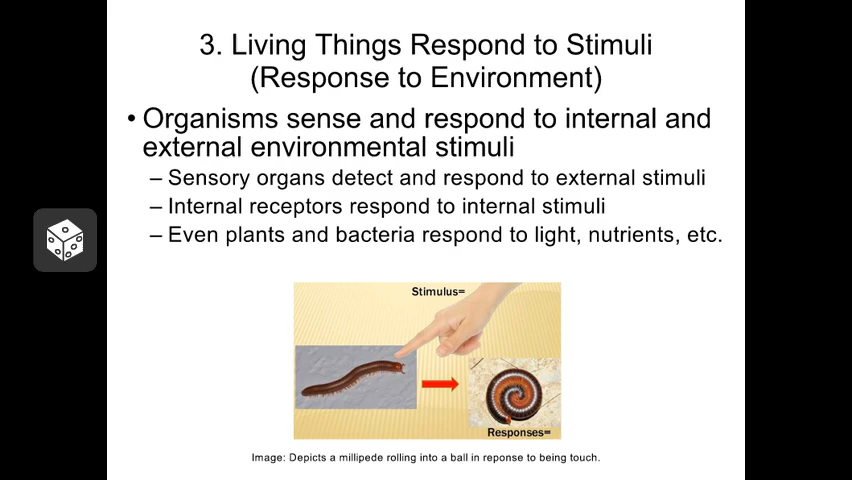 3. Living Things Respond to Stimuli
(Response to Environment)
• Organisms sense and respond to internal and
external environmental stimuli
– Sensory organs detect and respond to external stimuli
– Internal receptors respond to internal stimuli
– Even plants and bacteria respond to light, nutrients, etc.
Stimulus=
Responses=
Image: Depicts a millipede rolling into a ball in reponse to being touch.